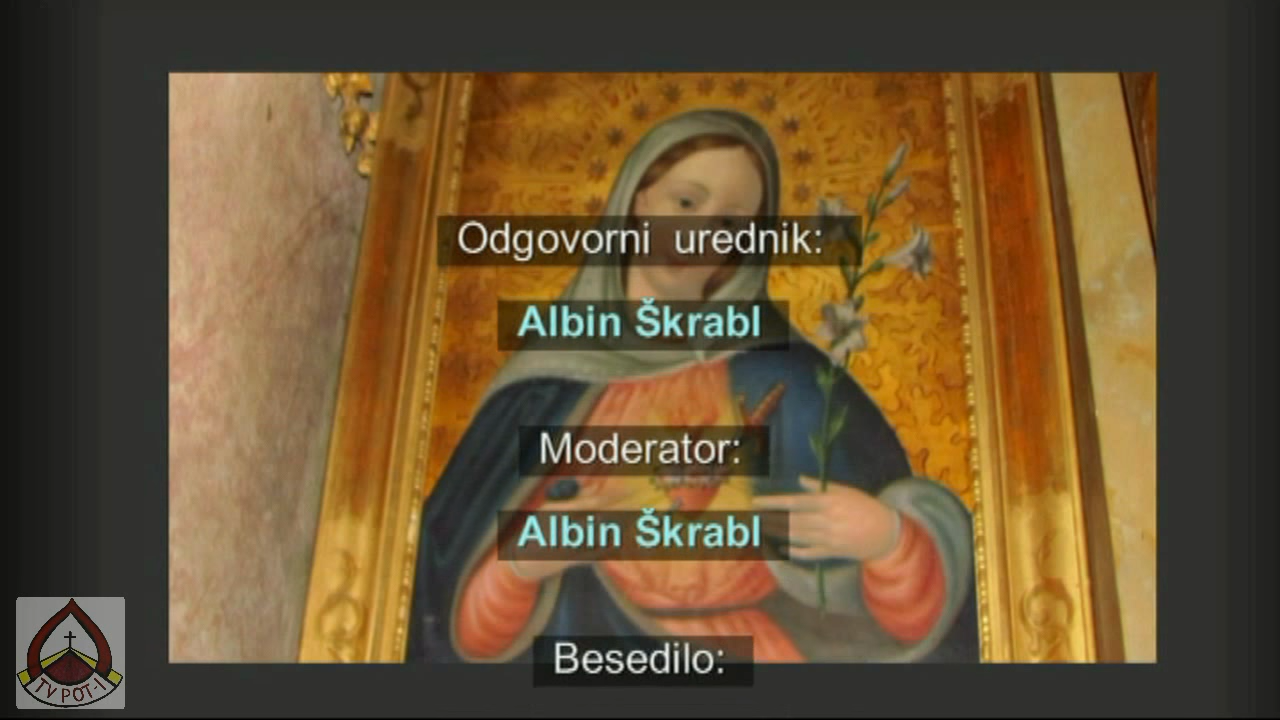 Odgovorni urednik:
Albin Škrabl
Moderator:
Albin Škrabl
Besedilo:
TV POT-1